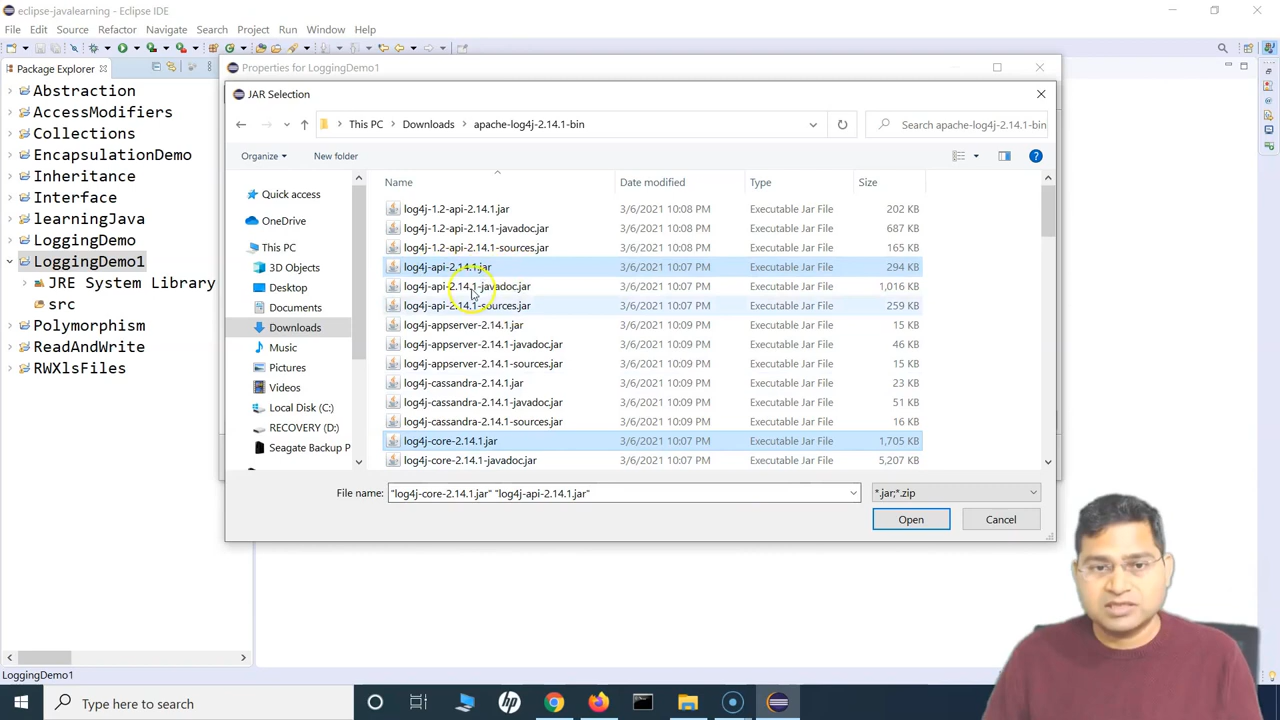 eclipse-javalearning - Eclipse IDE
File Edit Source Refactor Navigate Search Project Run Window Help
Package Explorer
Abstraction
AccessModifiers
Collections
EncapsulationDemo
Inheritance
Interface
learningJava
LoggingDemo
LoggingDemo1
JRE System Library
src
Polymorphism
ReadAndWrite
RWXlsFiles
LoggingDemo1
Properties for LoggingDemo1
JAR Selection
This PC > Downloads > apache-log4j-2.14.1-bin
Search apache-log4j-2.14.1-bin
Organize New folder
Quick access
OneDrive
This PC
3D Objects
Desktop
Documents
Downloads
Music
Pictures
Videos
Local Disk (C:)
RECOVERY (D:)
Seagate Backup P
Name Date modified Type Size
log4j-1.2-api-2.14.1.jar 3/6/2021 10:08 PM Executable Jar File 202 KB
log4j-1.2-api-2.14.1-javadoc.jar 3/6/2021 10:08 PM Executable Jar File 687 KB
log4j-1.2-api-2.14.1-sources.jar 3/6/2021 10:08 PM Executable Jar File 165 KB
log4j-api-2.14.1.jar 3/6/2021 10:07 PM Executable Jar File 294 KB
log4j-api-2.14.1-javadoc.jar 3/6/2021 10:07 PM Executable Jar File 1,016 KB
log4j-api-2.14.1-sources.jar 3/6/2021 10:07 PM Executable Jar File 259 KB
log4j-appserver-2.14.1.jar 3/6/2021 10:09 PM Executable Jar File 15 KB
log4j-appserver-2.14.1-javadoc.jar 3/6/2021 10:09 PM Executable Jar File 46 KB
log4j-appserver-2.14.1-sources.jar 3/6/2021 10:09 PM Executable Jar File 15 KB
log4j-cassandra-2.14.1.jar 3/6/2021 10:09 PM Executable Jar File 23 KB
log4j-cassandra-2.14.1-javadoc.jar 3/6/2021 10:09 PM Executable Jar File 51 KB
log4j-cassandra-2.14.1-sources.jar 3/6/2021 10:09 PM Executable Jar File 16 KB
log4j-core-2.14.1.jar 3/6/2021 10:07 PM Executable Jar File 1,705 KB
log4j-core-2.14.1-javadoc.jar 3/6/2021 10:07 PM Executable Jar File 5,207 KB
File name: "log4j-core-2.14.1.jar" "log4j-api-2.14.1.jar" *.jar;*.zip
Open Cancel
Type here to search
hp